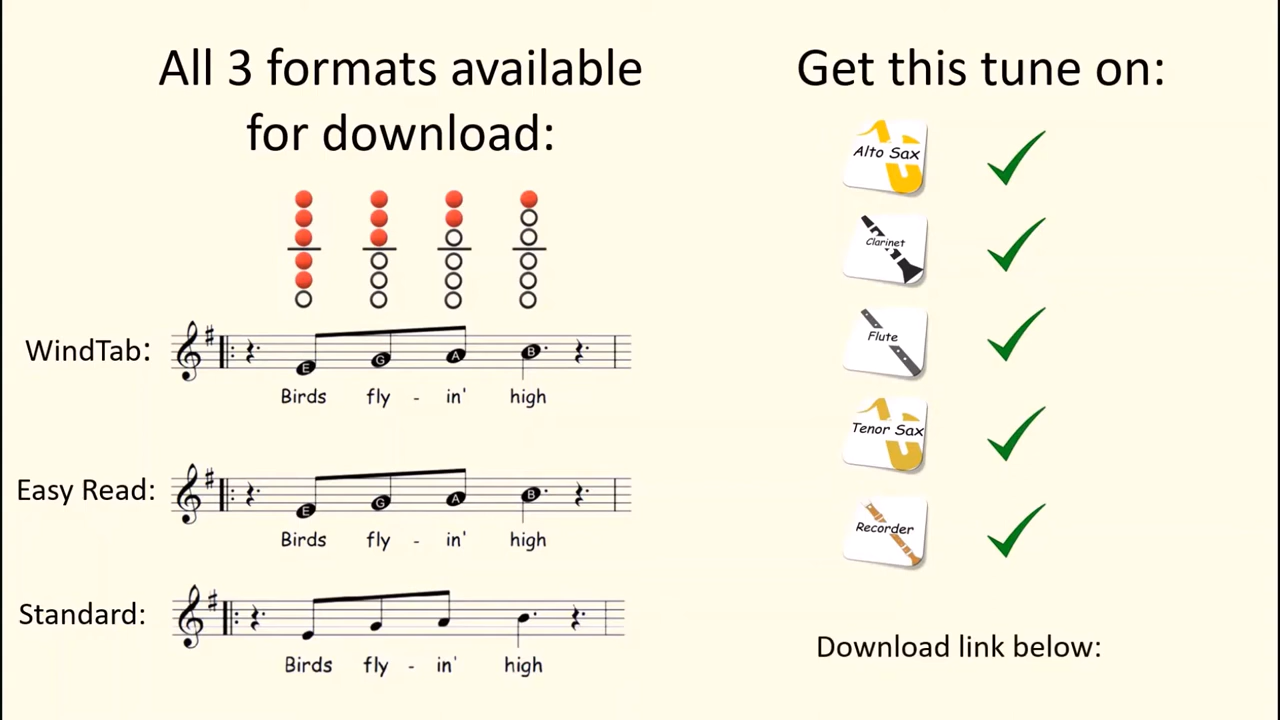 All 3 formats available
for download:
WindTab:
E G A B
Birds fly - in' high
Easy Read:
E G A B
Birds fly - in' high
Standard:
Birds fly - in' high
Get this tune on:
Alto Sax
Clarinet
Flute
Tenor Sax
Recorder
Download link below: